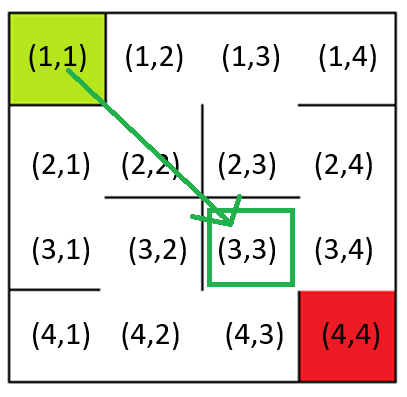 (1,1) (1,2) (1,3) (1,4)
(2,1) (2,2) (2,3) (2,4)
(3,1) (3,2) (3,3) (3,4)
(4,1) (4,2) (4,3) (4,4)